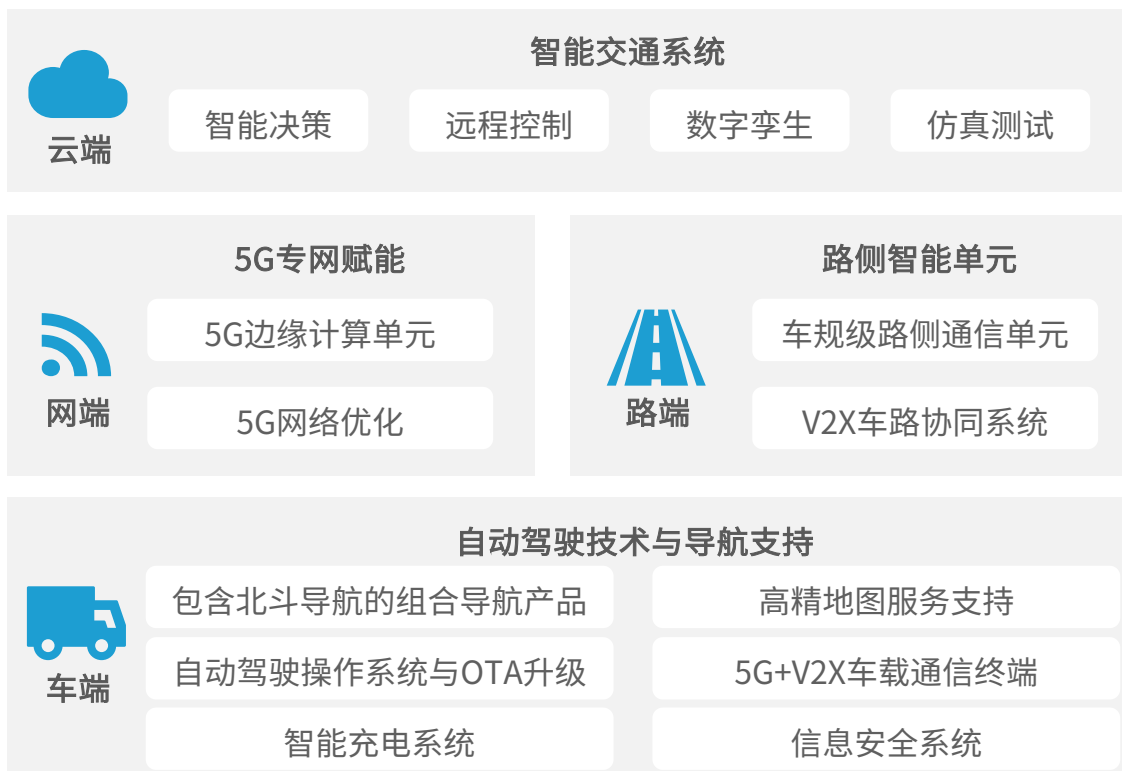 智能交通系统
云端
智能决策
远程控制
数字孪生
仿真测试
5G专网赋能
网端
5G边缘计算单元
5G网络优化
路侧智能单元
路端
车规级路侧通信单元
V2X车路协同系统
自动驾驶技术与导航支持
车端
包含北斗导航的组合导航产品
高精地图服务支持
自动驾驶操作系统与OTA升级
5G+V2X车载通信终端
智能充电系统
信息安全系统